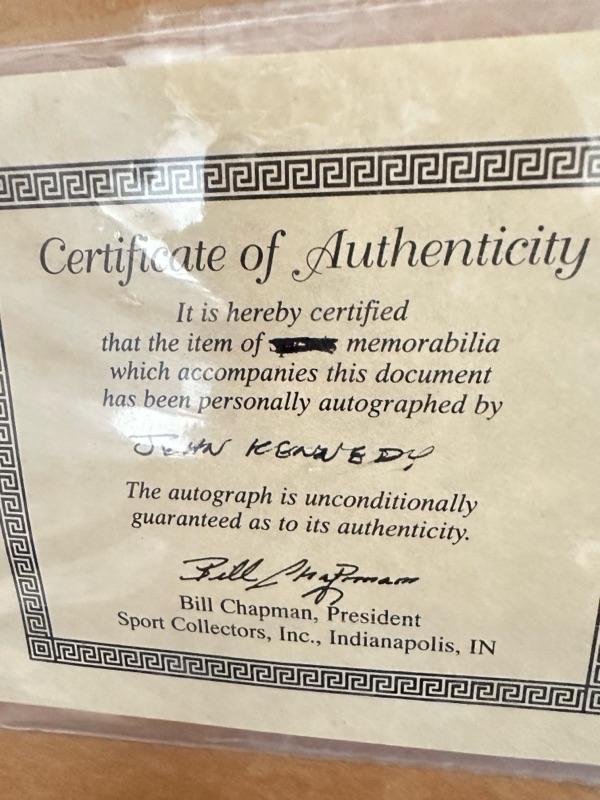 Certificate of Authenticity
It is hereby certified
that the item of memorabilia
which accompanies this document
has been personally autographed by
JOHN KENNEDY
The autograph is unconditionally
guaranteed as to its authenticity.
Bill Chapman
Bill Chapman, President
Sport Collectors, Inc., Indianapolis, IN